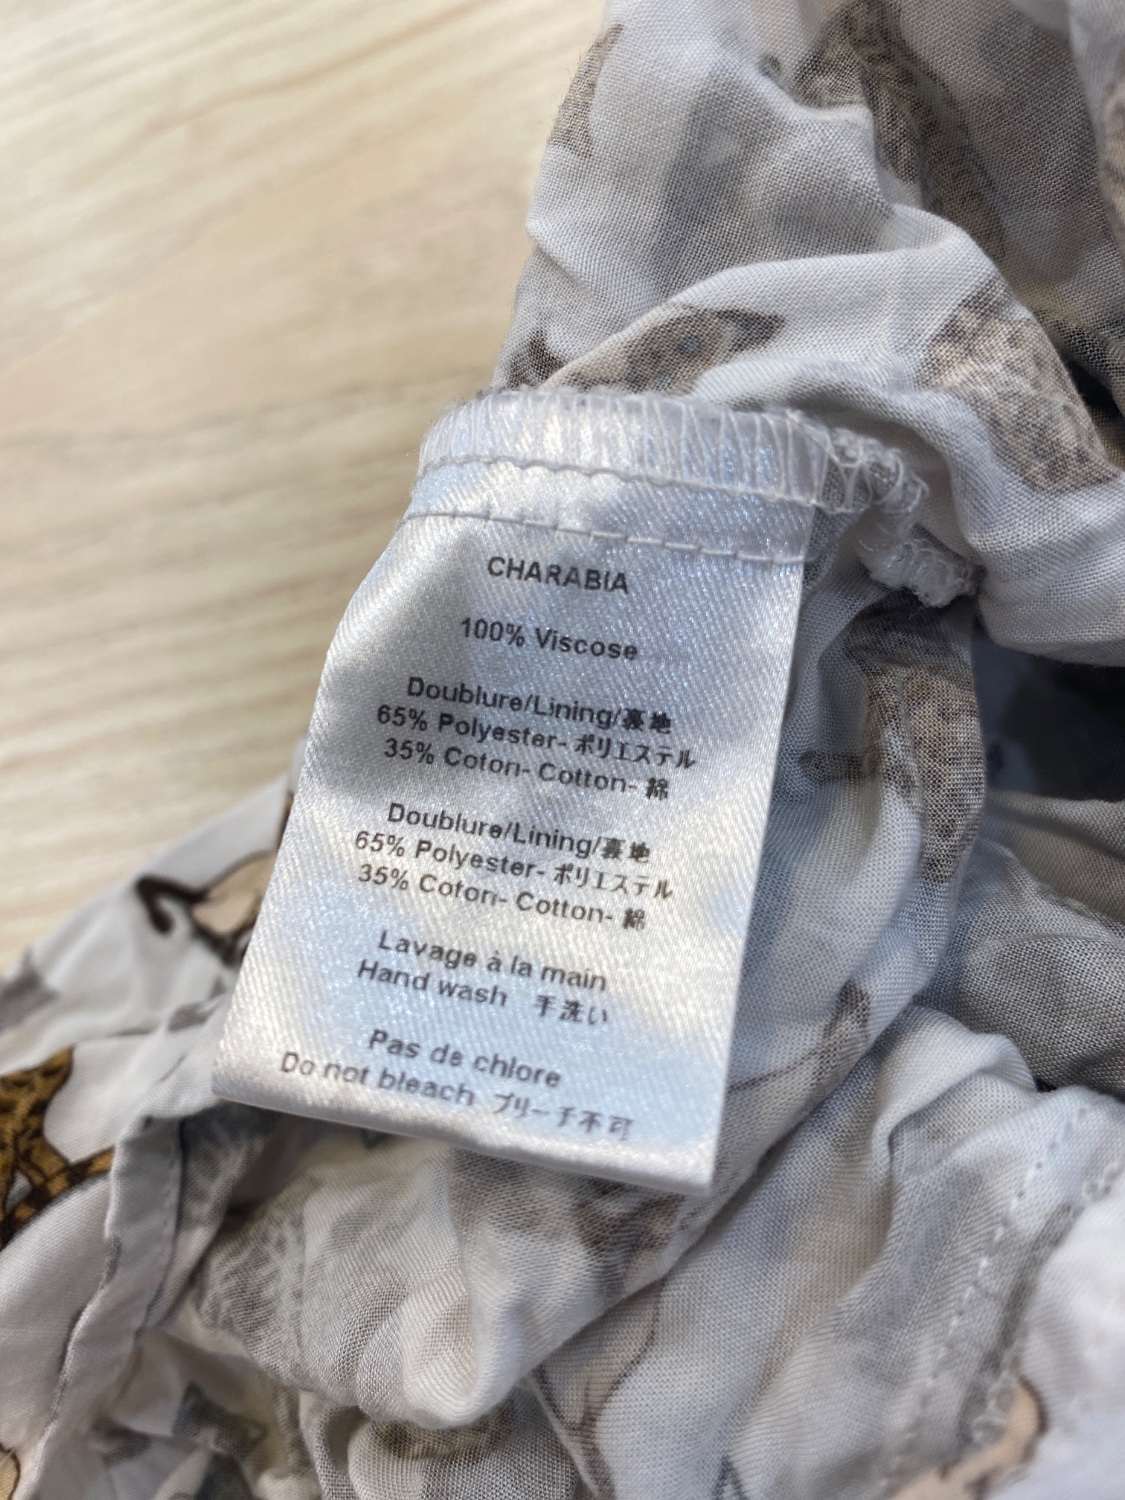 CHARABIA
100% Viscose
Doublure/Lining/裏地
65% Polyester- ポリエステル
35% Coton- Cotton- 綿
Doublure/Lining/裏地
65% Polyester- ポリエステル
35% Coton- Cotton- 綿
Lavage à la main
Hand wash 手洗い
Pas de chlore
Do not bleach ブリーチ不可